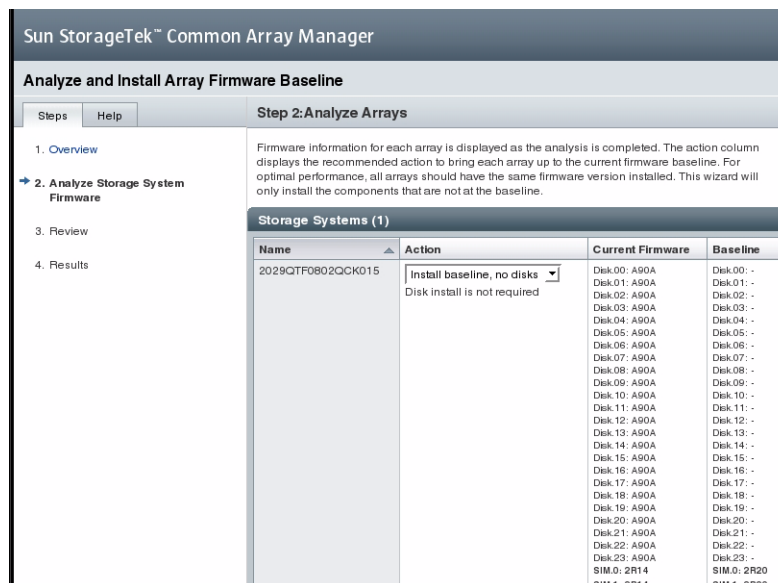 Sun StorageTek™ Common Array Manager
Analyze and Install Array Firmware Baseline
Steps Help
1. Overview
2. Analyze Storage System
Firmware
3. Review
4. Results
Step 2:Analyze Arrays
Firmware information for each array is displayed as the analysis is completed. The action column
displays the recommended action to bring each array up to the current firmware baseline. For
optimal performance, all arrays should have the same firmware version installed. This wizard will
only install the components that are not at the baseline.
Storage Systems (1)
Name Action Current Firmware Baseline
2029QTF0802QCK015 Install baseline, no disks Disk.00: A90A Disk.00: -
Disk install is not required Disk.01: A90A Disk.01: -
Disk.02: A90A Disk.02: -
Disk.03: A90A Disk.03: -
Disk.04: A90A Disk.04: -
Disk.05: A90A Disk.05: -
Disk.06: A90A Disk.06: -
Disk.07: A90A Disk.07: -
Disk.08: A90A Disk.08: -
Disk.09: A90A Disk.09: -
Disk.10: A90A Disk.10: -
Disk.11: A90A Disk.11: -
Disk.12: A90A Disk.12: -
Disk.13: A90A Disk.13: -
Disk.14: A90A Disk.14: -
Disk.15: A90A Disk.15: -
Disk.16: A90A Disk.16: -
Disk.17: A90A Disk.17: -
Disk.18: A90A Disk.18: -
Disk.19: A90A Disk.19: -
Disk.20: A90A Disk.20: -
Disk.21: A90A Disk.21: -
Disk.22: A90A Disk.22: -
Disk.23: A90A Disk.23: -
SIM.0: 2R14 SIM.0: 2R20